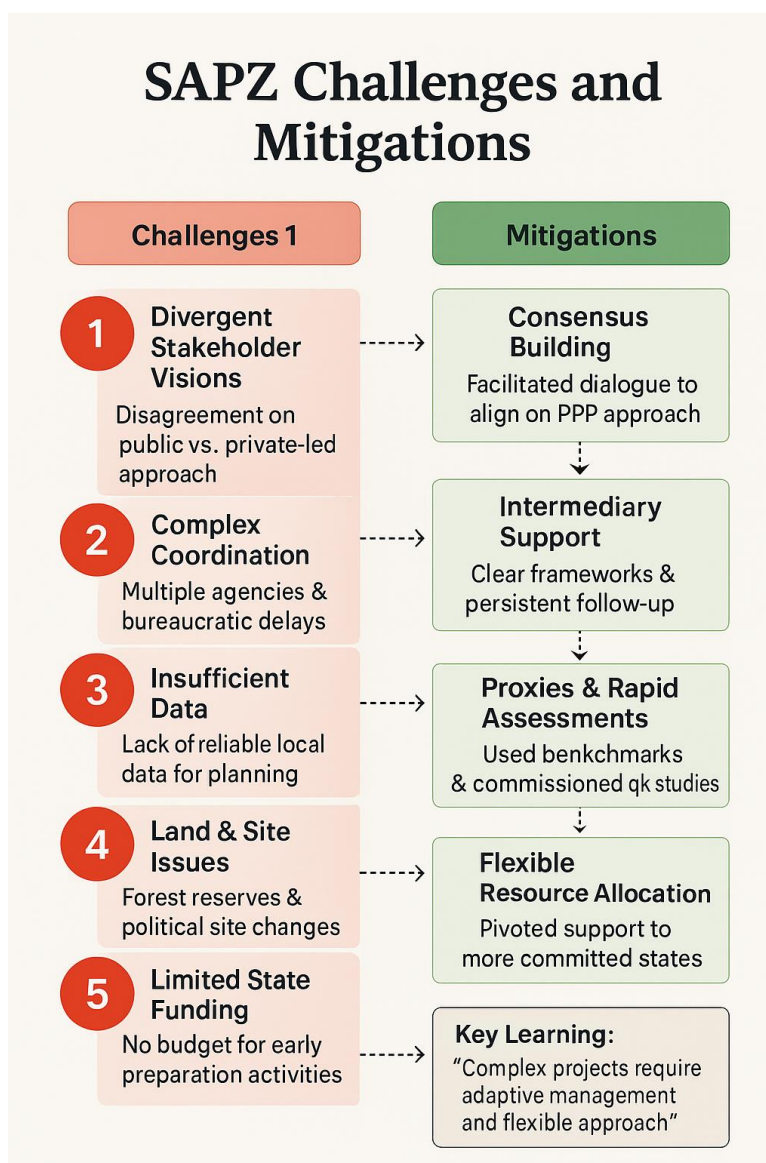 SAPZ Challenges and
Mitigations
Challenges 1
Mitigations
1
Divergent
Stakeholder
Visions
Disagreement on
public vs. private-led
approach
Consensus
Building
Facilitated dialogue to
align on PPP approach
2
Complex
Coordination
Multiple agencies &
bureaucratic delays
Intermediary
Support
Clear frameworks &
persistent follow-up
3
Insufficient
Data
Lack of reliable local
data for planning
Proxies & Rapid
Assessments
Used benkchmarks
& commissioned qk studies
4
Land & Site
Issues
Forest reserves &
political site changes
Flexible
Resource Allocation
Pivoted support to
more committed states
5
Limited State
Funding
No budget for early
preparation activities
Key Learning:
“Complex projects require
adaptive management
and flexible approach”